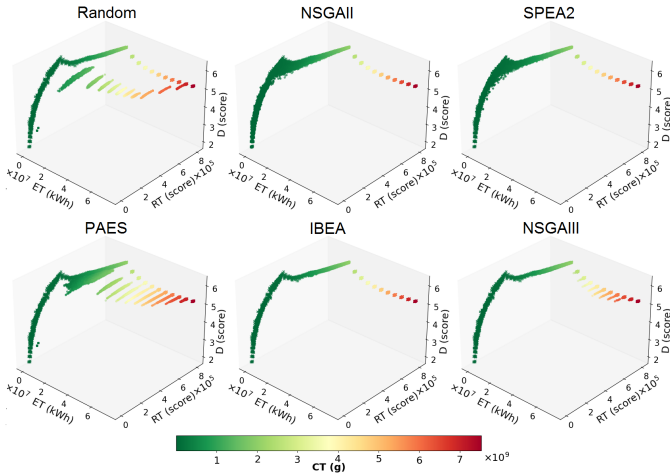 Random NSGAII SPEA2
6 5 4 3 2 D (score)
6 5 4 3 2 D (score)
6 5 4 3 2 D (score)
0 2 4 6 ×10⁷ ET (kWh) 0 2 4 6 8 RT (score)×10⁵
0 2 4 6 ×10⁷ ET (kWh) 0 2 4 6 8 RT (score)×10⁵
0 2 4 6 ×10⁷ ET (kWh) 0 2 4 6 8 RT (score)×10⁵
PAES IBEA NSGAIII
6 5 4 3 2 D (score)
6 5 4 3 2 D (score)
6 5 4 3 2 D (score)
0 2 4 6 ×10⁷ ET (kWh) 0 2 4 6 8 RT (score)×10⁵
0 2 4 6 ×10⁷ ET (kWh) 0 2 4 6 8 RT (score)×10⁵
0 2 4 6 ×10⁷ ET (kWh) 0 2 4 6 8 RT (score)×10⁵
1 2 3 4 5 6 7 ×10⁹
CT (g)